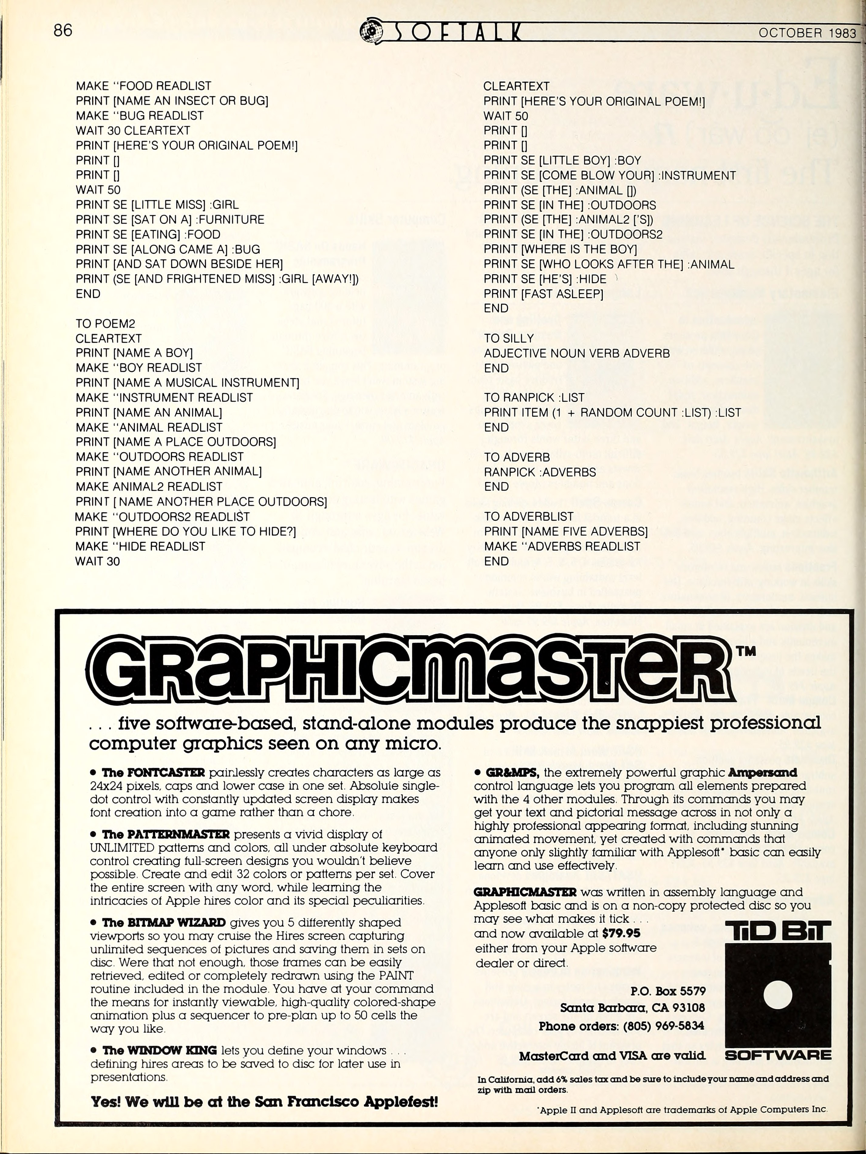 86
SOFTALK
OCTOBER 1983
MAKE "FOOD READLIST
PRINT [NAME AN INSECT OR BUG]
MAKE "BUG READLIST
WAIT 30 CLEARTEXT
PRINT [HERE'S YOUR ORIGINAL POEM!]
PRINT []
PRINT []
WAIT 50
PRINT SE [LITTLE MISS] :GIRL
PRINT SE [SAT ON A] :FURNITURE
PRINT SE [EATING] :FOOD
PRINT SE [ALONG CAME A] :BUG
PRINT [AND SAT DOWN BESIDE HER]
PRINT (SE [AND FRIGHTENED MISS] :GIRL [AWAY!])
END
TO POEM2
CLEARTEXT
PRINT [NAME A BOY]
MAKE "BOY READLIST
PRINT [NAME A MUSICAL INSTRUMENT]
MAKE "INSTRUMENT READLIST
PRINT [NAME AN ANIMAL]
MAKE "ANIMAL READLIST
PRINT [NAME A PLACE OUTDOORS]
MAKE "OUTDOORS READLIST
PRINT [NAME ANOTHER ANIMAL]
MAKE ANIMAL2 READLIST
PRINT [ NAME ANOTHER PLACE OUTDOORS]
MAKE "OUTDOORS2 READLIST
PRINT [WHERE DO YOU LIKE TO HIDE?]
MAKE "HIDE READLIST
WAIT 30
CLEARTEXT
PRINT [HERE'S YOUR ORIGINAL POEM!]
WAIT 50
PRINT []
PRINT []
PRINT SE [LITTLE BOY] :BOY
PRINT SE [COME BLOW YOUR] :INSTRUMENT
PRINT (SE [THE] :ANIMAL [])
PRINT SE [IN THE] :OUTDOORS
PRINT (SE [THE] :ANIMAL2 ['S])
PRINT SE [IN THE] :OUTDOORS2
PRINT [WHERE IS THE BOY]
PRINT SE [WHO LOOKS AFTER THE] :ANIMAL
PRINT SE [HE'S] :HIDE
PRINT [FAST ASLEEP]
END
TO SILLY
ADJECTIVE NOUN VERB ADVERB
END
TO RANPICK :LIST
PRINT ITEM (1 + RANDOM COUNT :LIST) :LIST
END
TO ADVERB
RANPICK :ADVERBS
END
TO ADVERBLIST
PRINT [NAME FIVE ADVERBS]
MAKE "ADVERBS READLIST
END
GRAPHICMASTER™
. . . five software-based, stand-alone modules produce the snappiest professional
computer graphics seen on any micro.
• The FONTCASTER painlessly creates characters as large as
24x24 pixels, caps and lower case in one set. Absolute single-
dot control with constantly updated screen display makes
font creation into a game rather than a chore.
• The PATTERNMASTER presents a vivid display of
UNLIMITED patterns and colors, all under absolute keyboard
control creating full-screen designs you wouldn't believe
possible. Create and edit 32 colors or patterns per set. Cover
the entire screen with any word, while learning the
intricacies of Apple hires color and its special peculiarities.
• The BITMAP WIZARD gives you 5 differently shaped
viewports so you may cruise the Hires screen capturing
unlimited sequences of pictures and saving them in sets on
disc. Were that not enough, those frames can be easily
retrieved, edited or completely redrawn using the PAINT
routine included in the module. You have at your command
the means for instantly viewable, high-quality colored-shape
animation plus a sequencer to pre-plan up to 50 cells the
way you like.
• The WINDOW KING lets you define your windows . . .
defining hires areas to be saved to disc for later use in
presentations.
Yes! We will be at the San Francisco Applefest!
• GR&MPS, the extremely powerful graphic Ampersand
control language lets you program all elements prepared
with the 4 other modules. Through its commands you may
get your text and pictorial message across in not only a
highly professional appearing format, including stunning
animated movement, yet created with commands that
anyone only slightly familiar with Applesoft* basic can easily
learn and use effectively.
GRAPHICMASTER was written in assembly language and
Applesoft basic and is on a non-copy protected disc so you
may see what makes it tick . . .
and now available at $79.95
either from your Apple software
dealer or direct.
P.O. Box 5579
Santa Barbara, CA 93108
Phone orders: (805) 969-5834
MasterCard and VISA are valid
TiD BiT
SOFTWARE
In California, add 6% sales tax and be sure to include your name and address and
zip with mail orders.
*Apple II and Applesoft are trademarks of Apple Computers Inc.